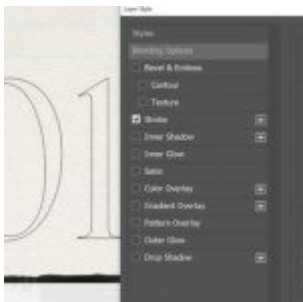 Layer Style
Styles
Blending Options
Bevel & Emboss
Contour
Texture
Stroke
Inner Shadow
Inner Glow
Satin
Color Overlay
Gradient Overlay
Pattern Overlay
Outer Glow
Drop Shadow
01